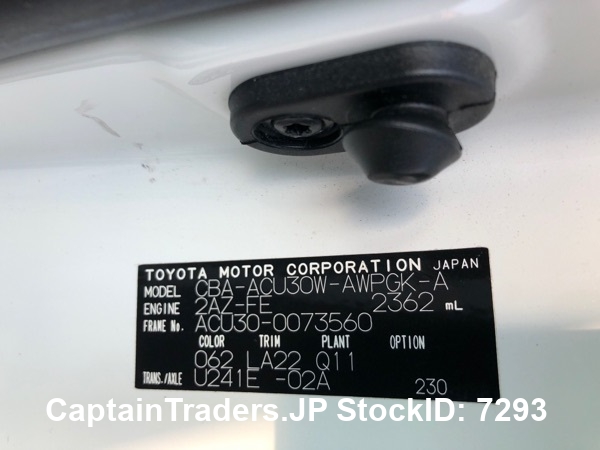 TOYOTA MOTOR CORPORATION JAPAN
MODEL CBA-ACU30W-AWPGK-A
ENGINE 2AZ-FE 2362 mL
FRAME No. ACU30-0073560
COLOR TRIM PLANT OPTION
062 LA22 Q11
TRANS./AXLE U241E -02A 230
CaptainTraders.JP StockID: 7293